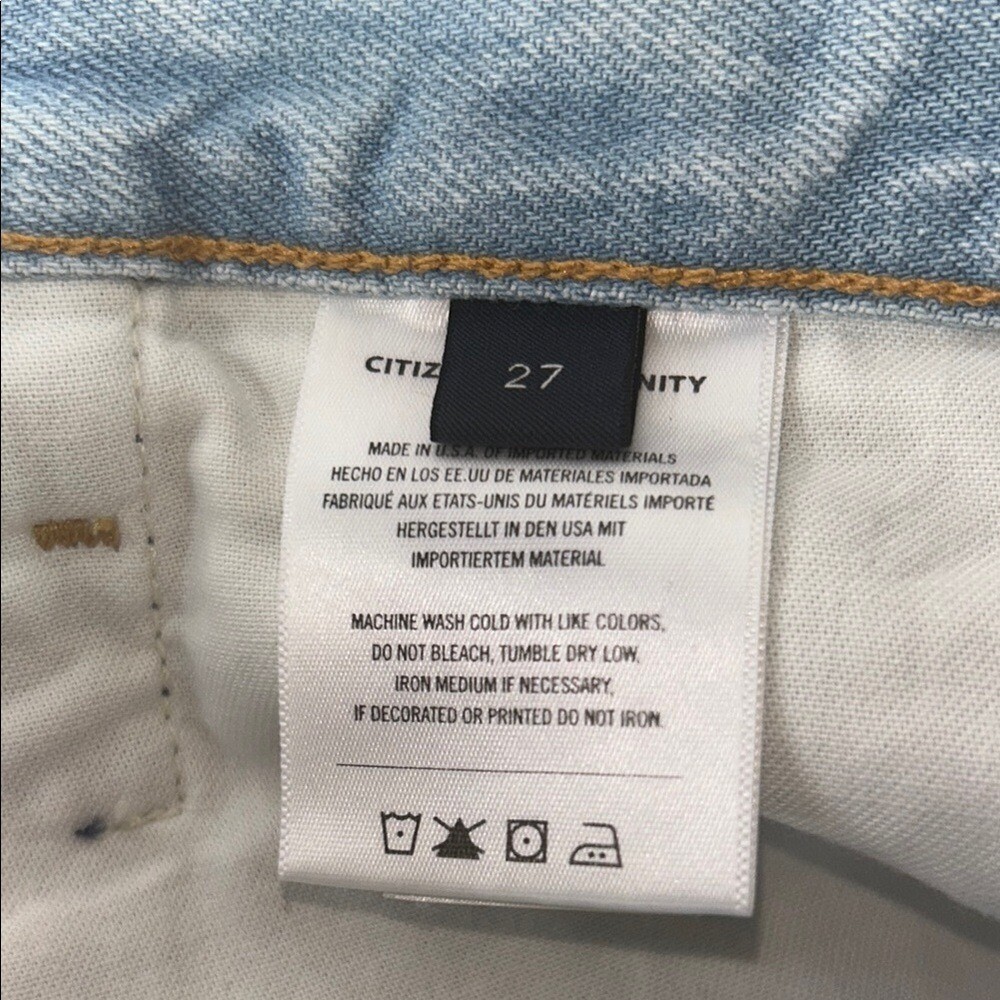 CITIZ NITY
27
MADE IN U.S.A. OF IMPORTED MATERIALS
HECHO EN LOS EE.UU DE MATERIALES IMPORTADA
FABRIQUÉ AUX ETATS-UNIS DU MATÉRIELS IMPORTÉ
HERGESTELLT IN DEN USA MIT
IMPORTIERTEM MATERIAL
MACHINE WASH COLD WITH LIKE COLORS,
DO NOT BLEACH, TUMBLE DRY LOW,
IRON MEDIUM IF NECESSARY,
IF DECORATED OR PRINTED DO NOT IRON.